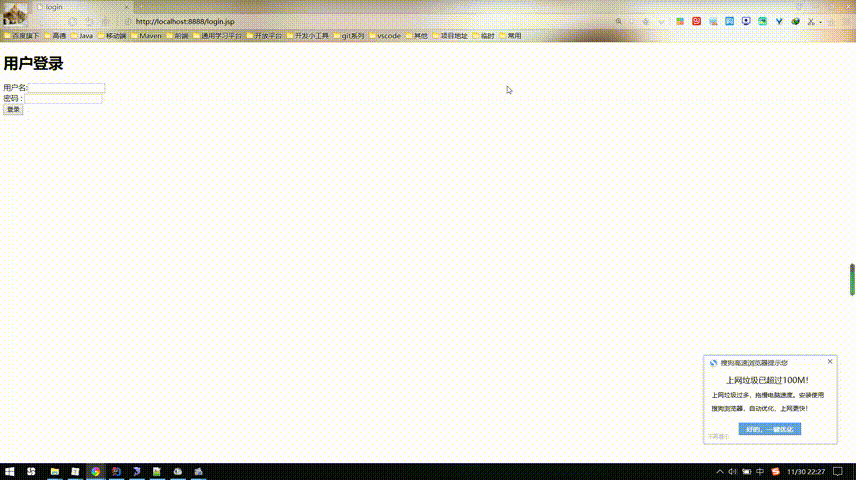 login
http://localhost:8888/login.jsp
百度旗下 高德 Java 移动端 Maven 前端 通用学习平台 开放平台 开发小工具 git系列 vscode 其他 项目地址 临时 常用
用户登录
用户名:
密码:
登录
搜狗高速浏览器提示您
上网垃圾已超过100M!
上网垃圾过多,拖慢电脑速度。安装使用
搜狗浏览器,自动优化,上网更快!
好的,一键优化
不再提示
中 11/30 22:27